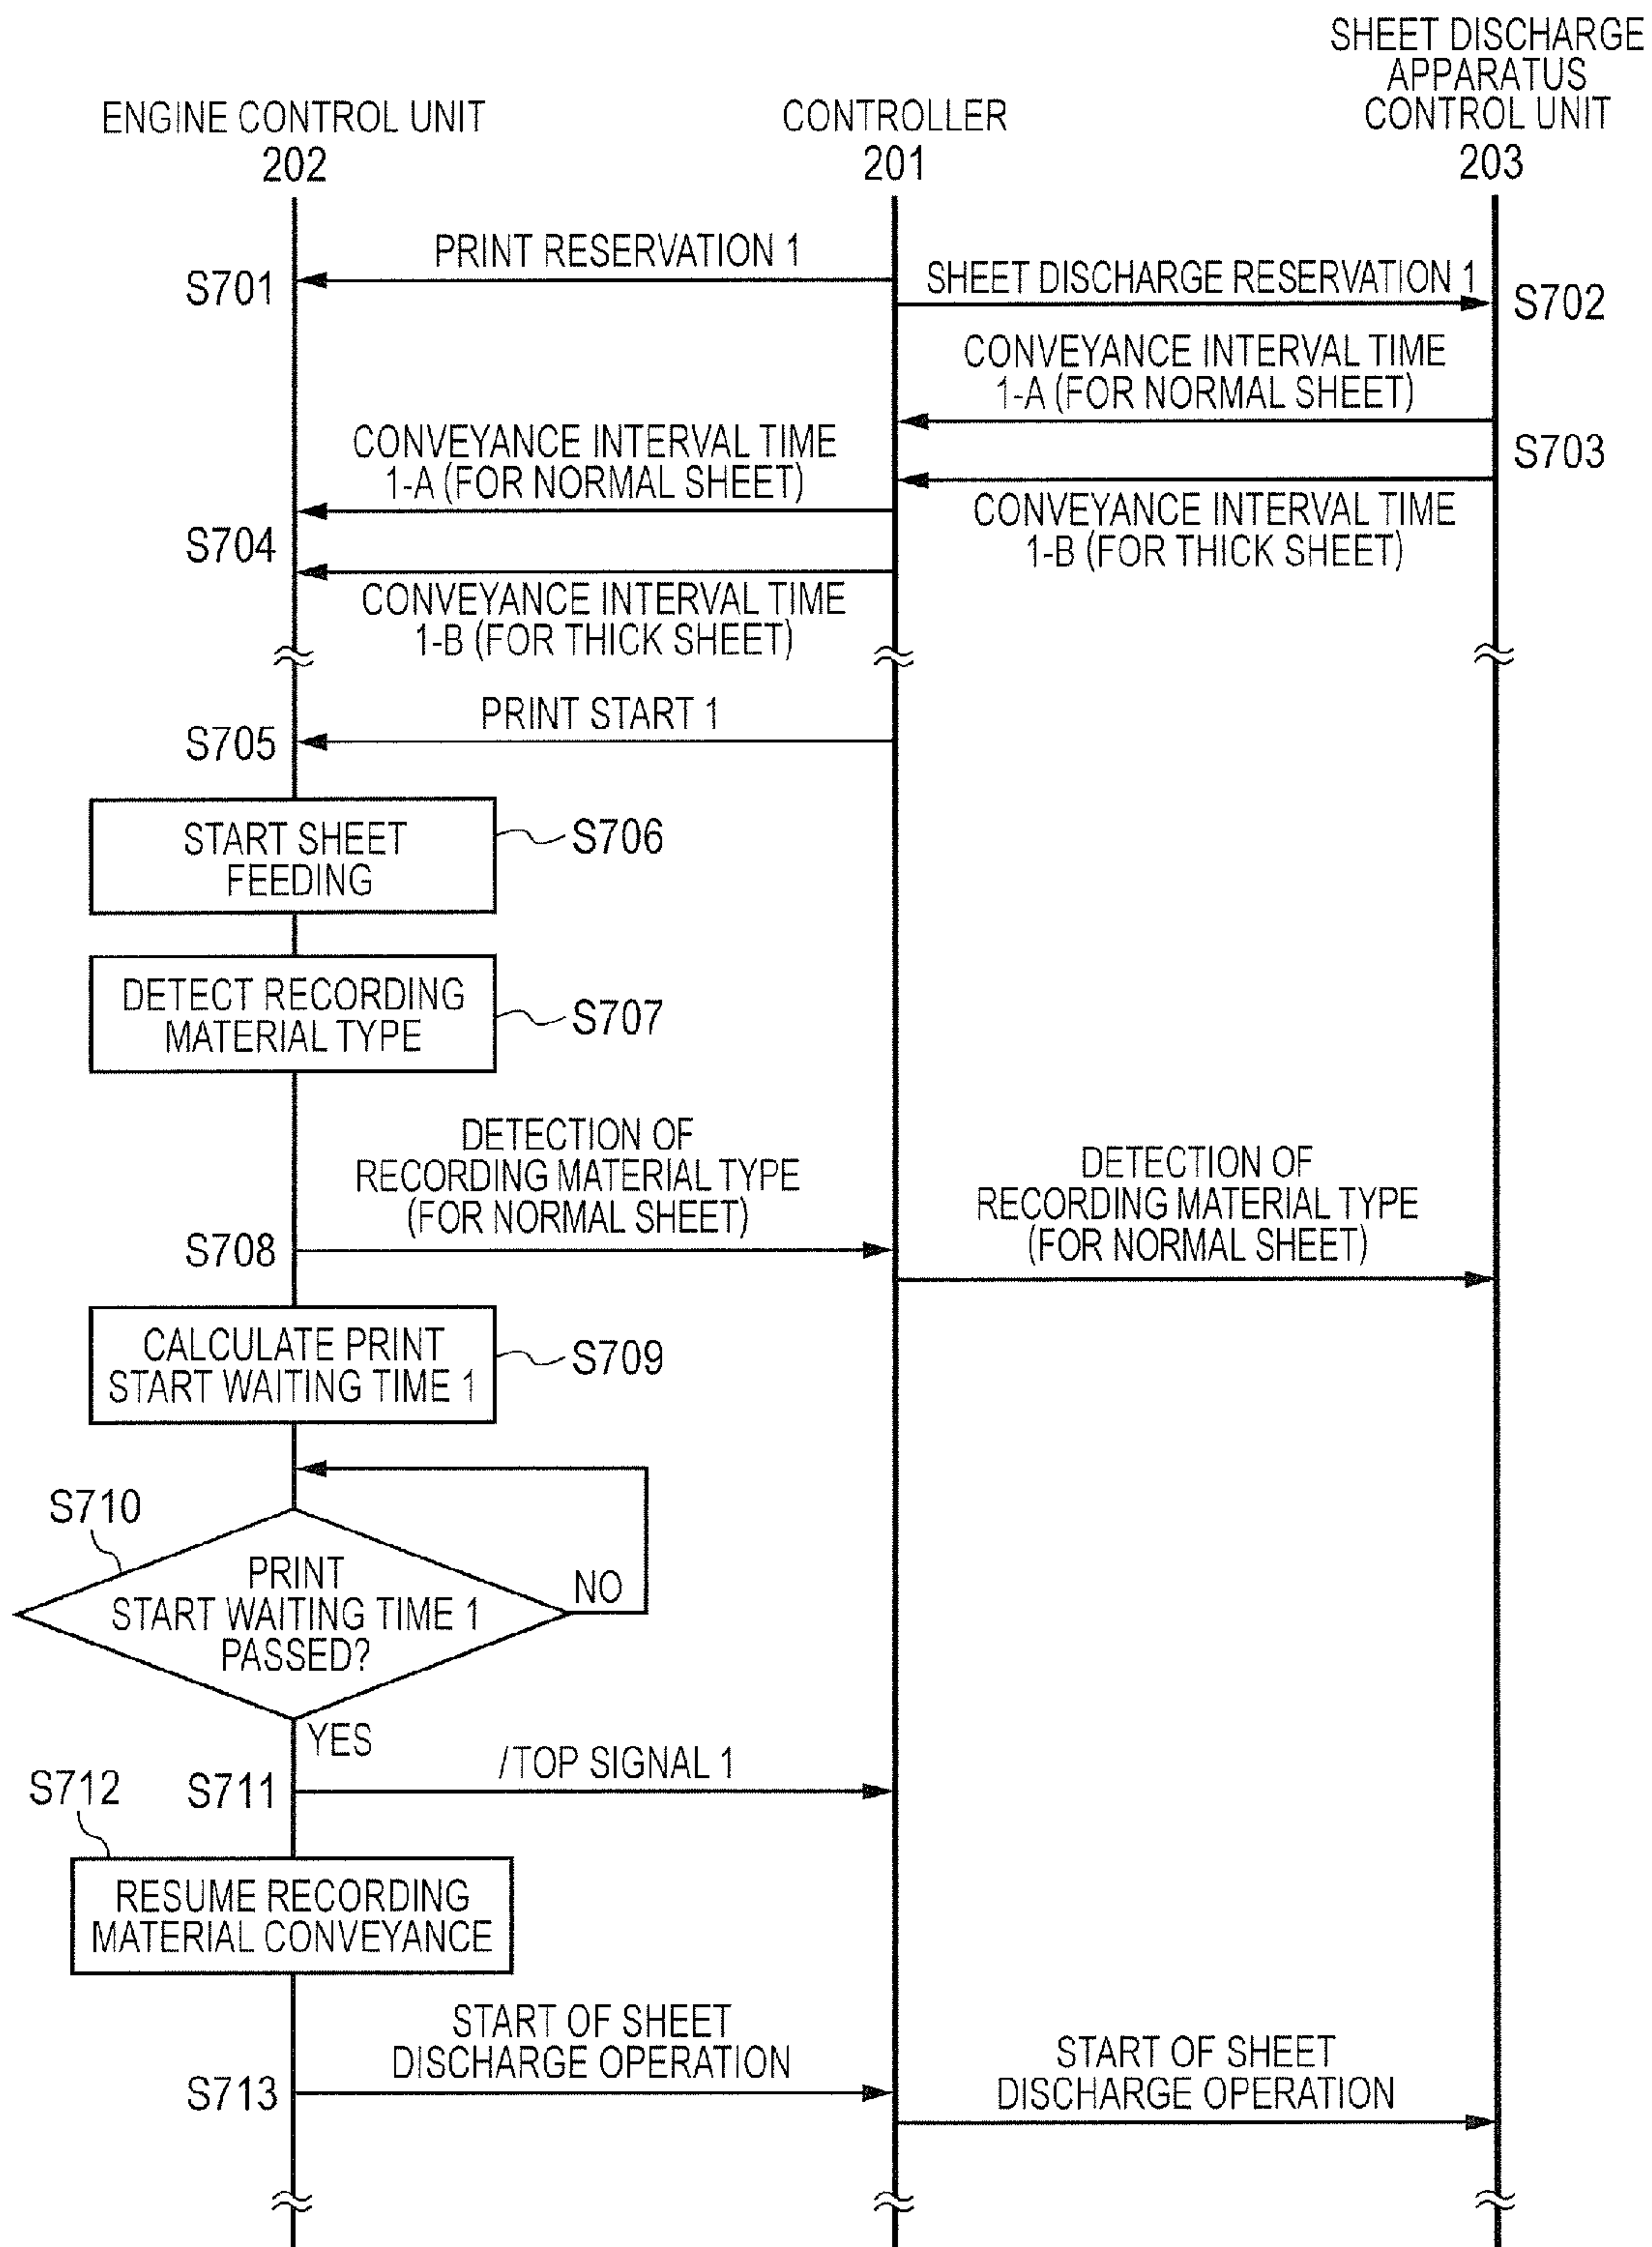 SHEET DISCHARGE
APPARATUS
CONTROL UNIT
203
ENGINE CONTROL UNIT
202
CONTROLLER
201
PRINT RESERVATION 1
S701
SHEET DISCHARGE RESERVATION 1
S702
CONVEYANCE INTERVAL TIME
1-A (FOR NORMAL SHEET)
S703
CONVEYANCE INTERVAL TIME
1-B (FOR THICK SHEET)
CONVEYANCE INTERVAL TIME
1-A (FOR NORMAL SHEET)
S704
CONVEYANCE INTERVAL TIME
1-B (FOR THICK SHEET)
PRINT START 1
S705
START SHEET
FEEDING
S706
DETECT RECORDING
MATERIAL TYPE
S707
DETECTION OF
RECORDING MATERIAL TYPE
(FOR NORMAL SHEET)
S708
DETECTION OF
RECORDING MATERIAL TYPE
(FOR NORMAL SHEET)
CALCULATE PRINT
START WAITING TIME 1
S709
S710
PRINT
START WAITING TIME 1
PASSED?
NO
YES
/TOP SIGNAL 1
S711
S712
RESUME RECORDING
MATERIAL CONVEYANCE
START OF SHEET
DISCHARGE OPERATION
S713
START OF SHEET
DISCHARGE OPERATION